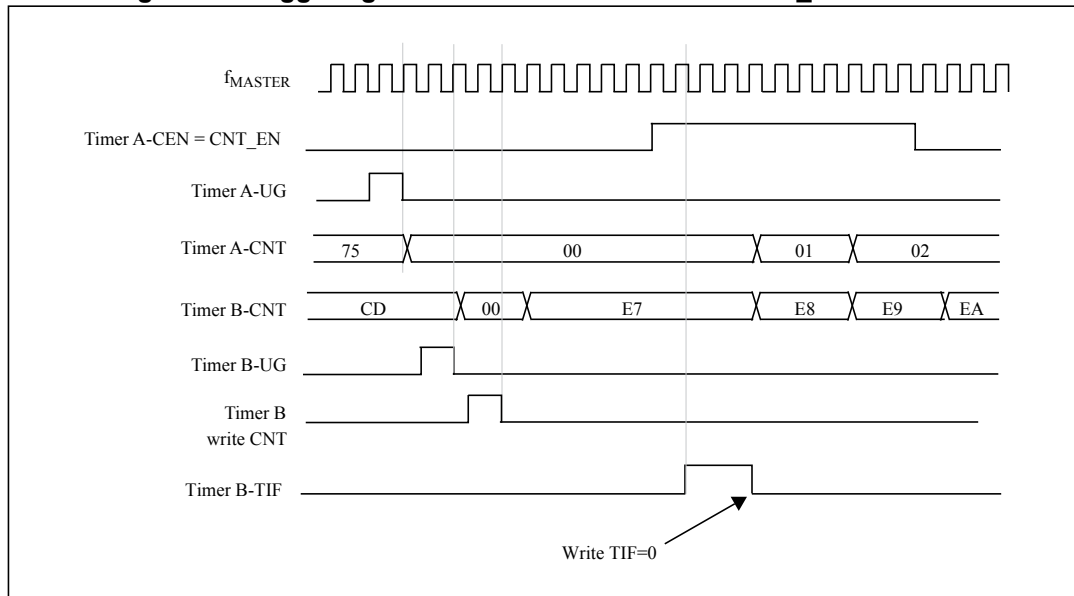 f_MASTER
Timer A-CEN = CNT_EN
Timer A-UG
Timer A-CNT 75 00 01 02
Timer B-CNT CD 00 E7 E8 E9 EA
Timer B-UG
Timer B
write CNT
Timer B-TIF
Write TIF=0